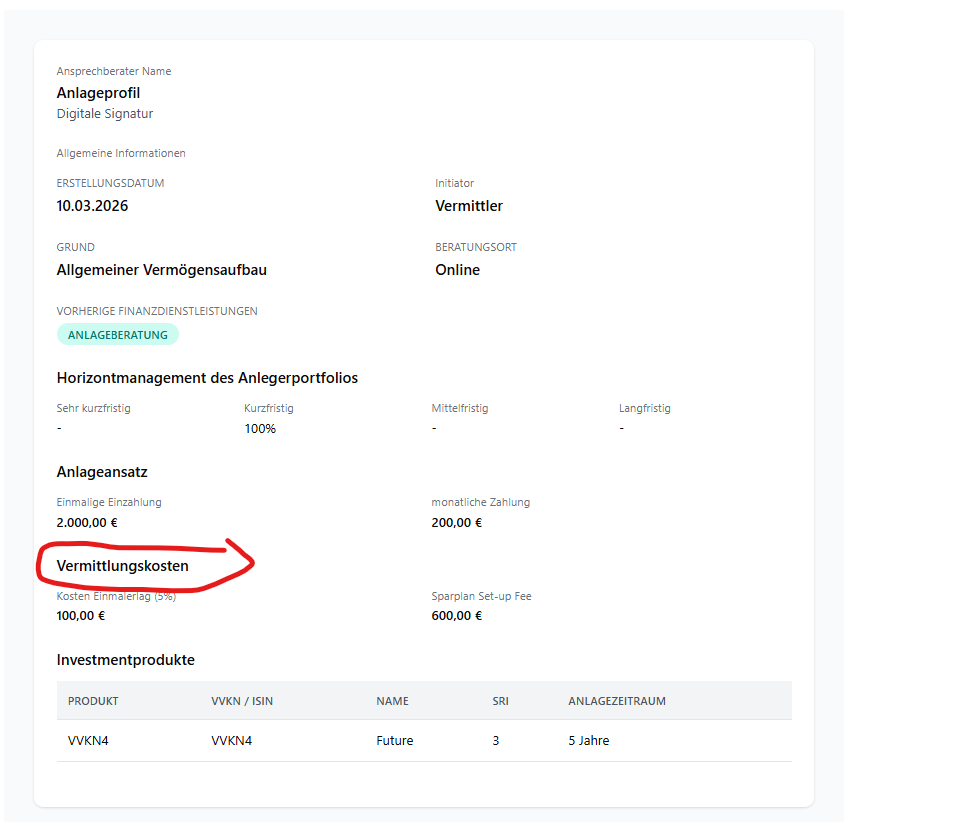 Ansprechberater Name
Anlageprofil
Digitale Signatur
Allgemeine Informationen
ERSTELLUNGSDATUM Initiator
10.03.2026 Vermittler
GRUND BERATUNGSORT
Allgemeiner Vermögensaufbau Online
VORHERIGE FINANZDIENSTLEISTUNGEN
ANLAGEBERATUNG
Horizontmanagement des Anlegerportfolios
Sehr kurzfristig Kurzfristig Mittelfristig Langfristig
- 100% - -
Anlageansatz
Einmalige Einzahlung monatliche Zahlung
2.000,00 € 200,00 €
Vermittlungskosten
Kosten Einmalerlag (5%) Sparplan Set-up Fee
100,00 € 600,00 €
Investmentprodukte
PRODUKT VVKN / ISIN NAME SRI ANLAGEZEITRAUM
VVKN4 VVKN4 Future 3 5 Jahre